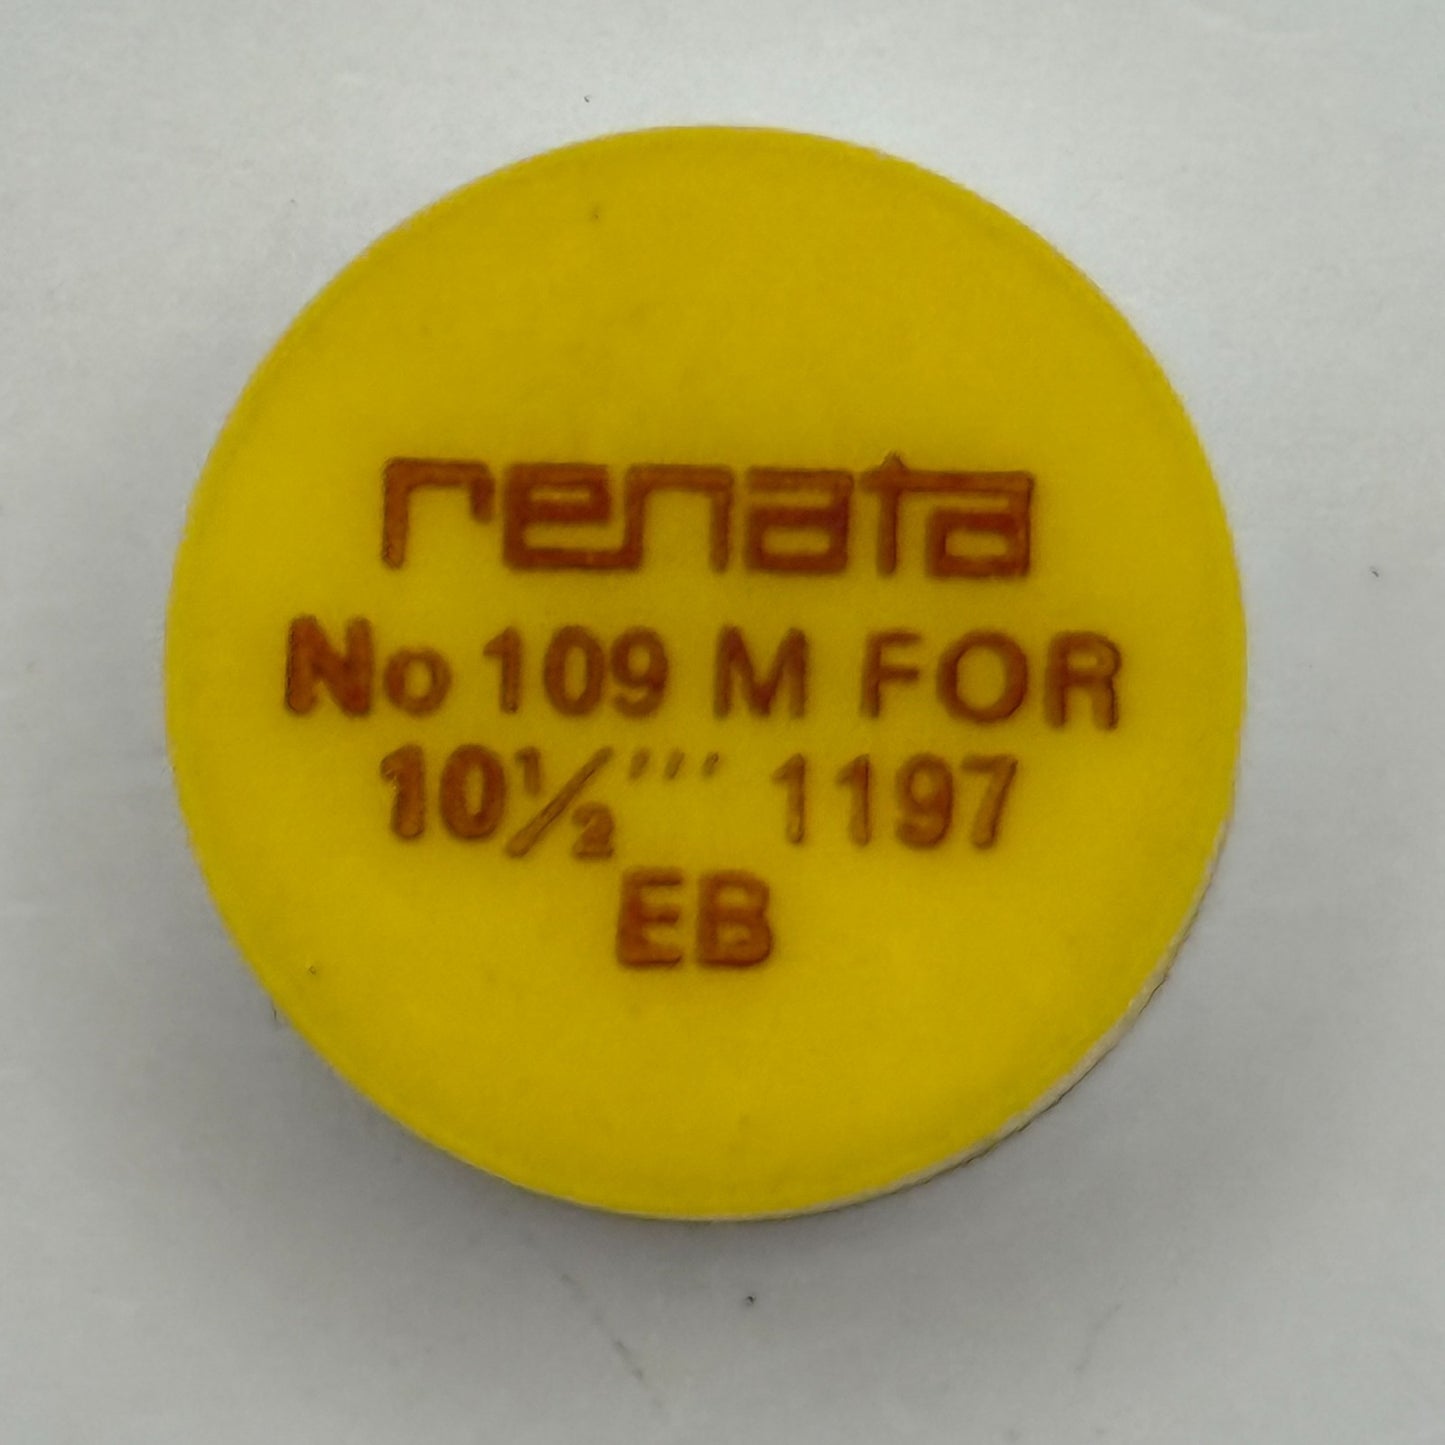 renata
No 109 M FOR
10½''' 1197
EB